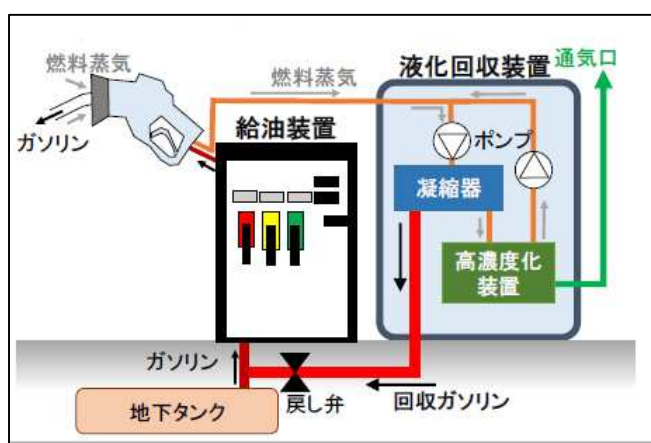 燃料蒸気
燃料蒸気
液化回収装置
通気口
ガソリン
給油装置
ポンプ
凝縮器
高濃度化
装置
ガソリン
地下タンク
戻し弁
回収ガソリン